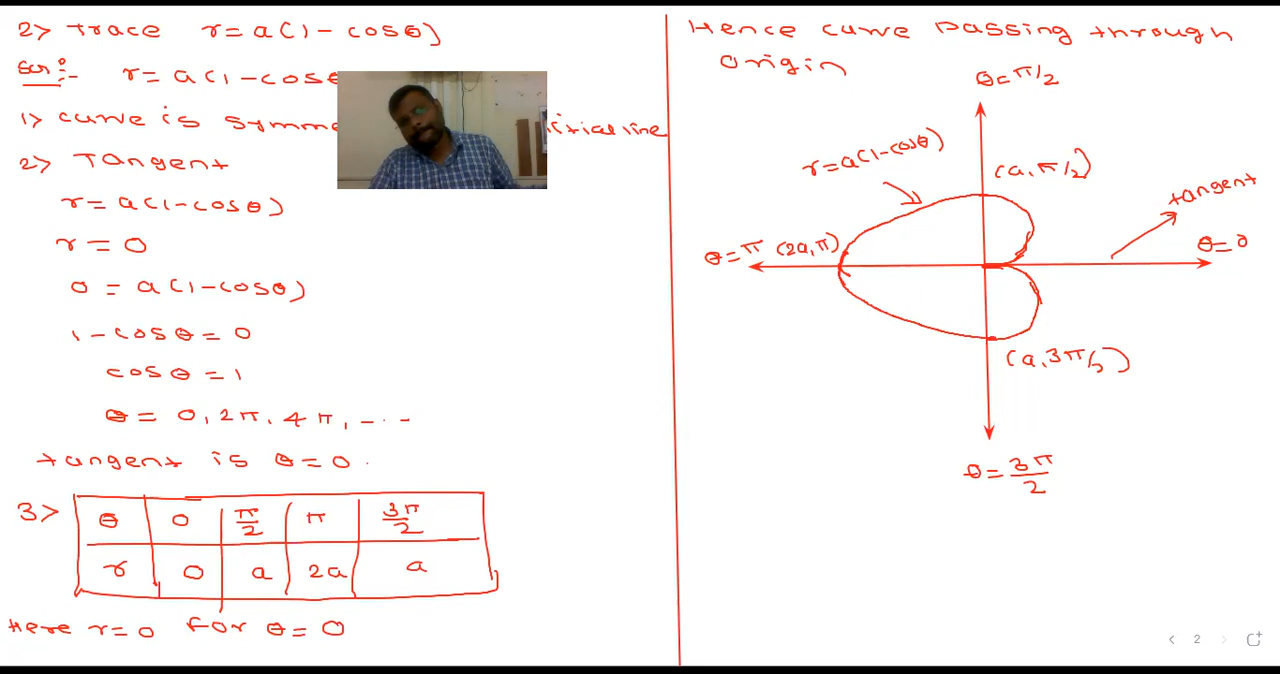 2> Trace r = a(1 - cosθ)
Soln:- r = a(1 - cosθ
1> curve is symme itial line
2> Tangent
r = a(1 - cosθ)
r = 0
0 = a(1 - cosθ)
1 - cosθ = 0
cosθ = 1
θ = 0, 2π, 4π, - - -
tangent is θ = 0.
3> θ 0 π/2 π 3π/2
r 0 a 2a a
Here r = 0 for θ = 0
Hence curve passing through
origin
θ = π/2
r = a(1 - cosθ)
(a, π/2)
tangent
θ = π (2a, π)
θ = 0
(a, 3π/2)
θ = 3π/2
< 2 >